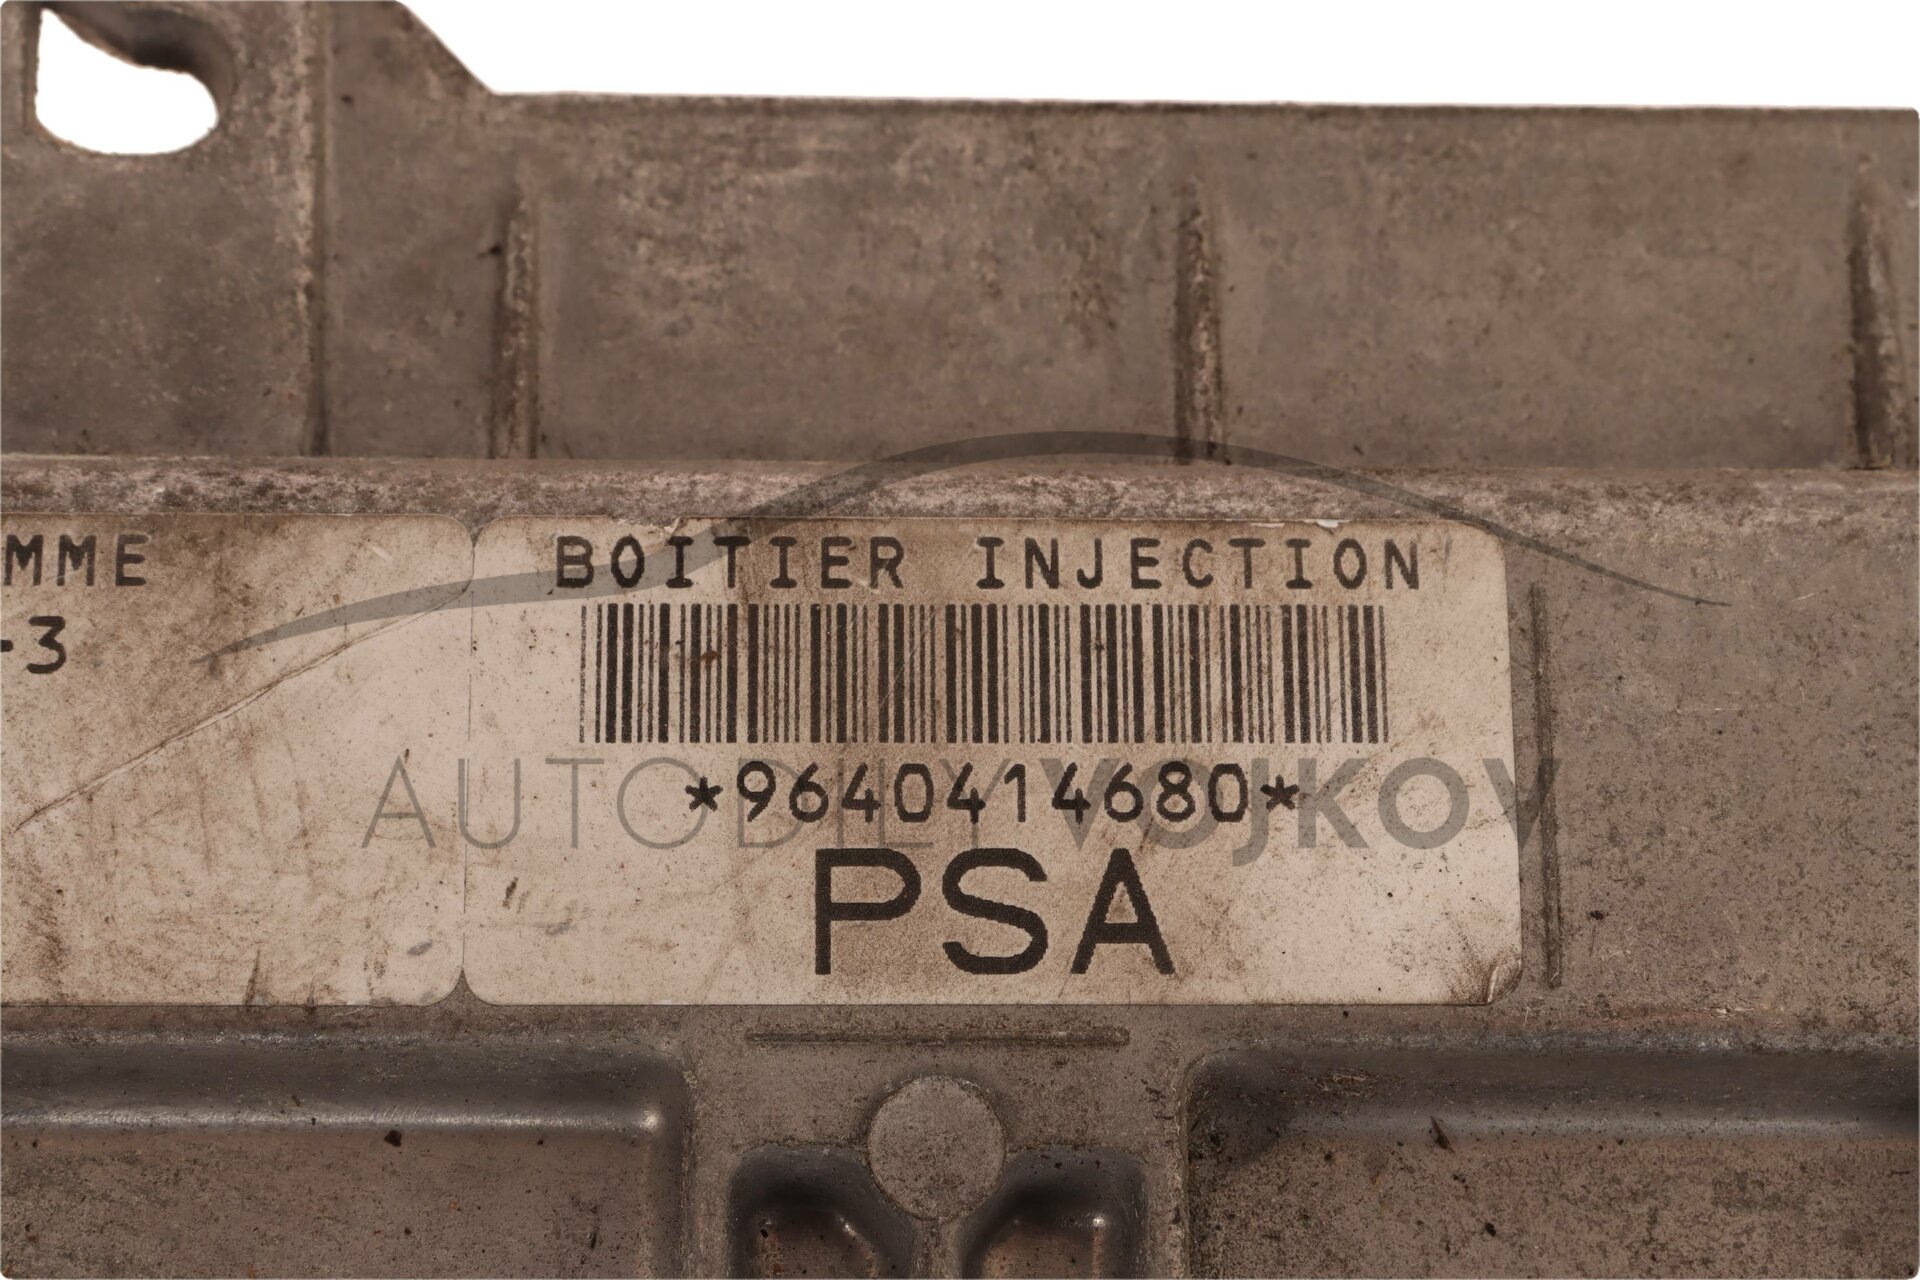 MME
-3
BOITIER INJECTION
*9640414680*
AUTODILY VOJKOV
PSA